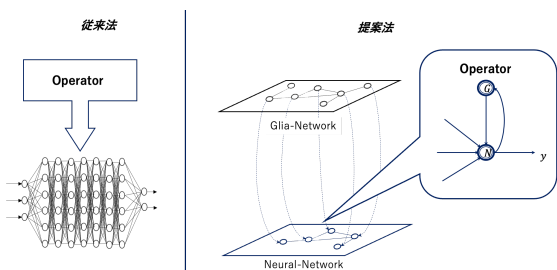 従来法
Operator
提案法
Glia-Network
Neural-Network
Operator
G
N
y